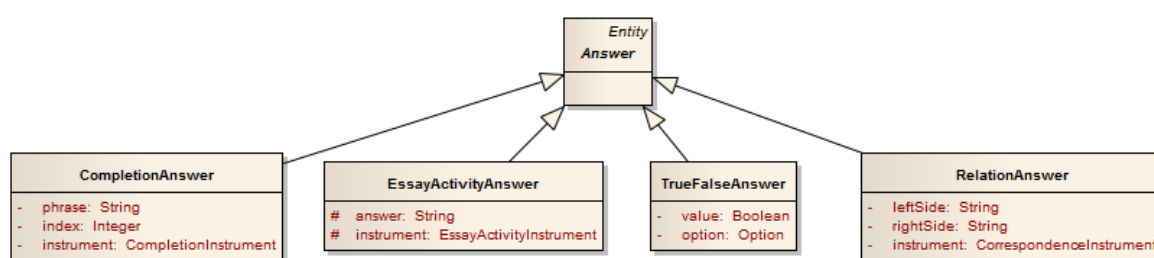 Entity
Answer
CompletionAnswer
- phrase: String
- index: Integer
- instrument: CompletionInstrument
EssayActivityAnswer
# answer: String
# instrument: EssayActivityInstrument
TrueFalseAnswer
- value: Boolean
- option: Option
RelationAnswer
- leftSide: String
- rightSide: String
- instrument: CorrespondenceInstrument